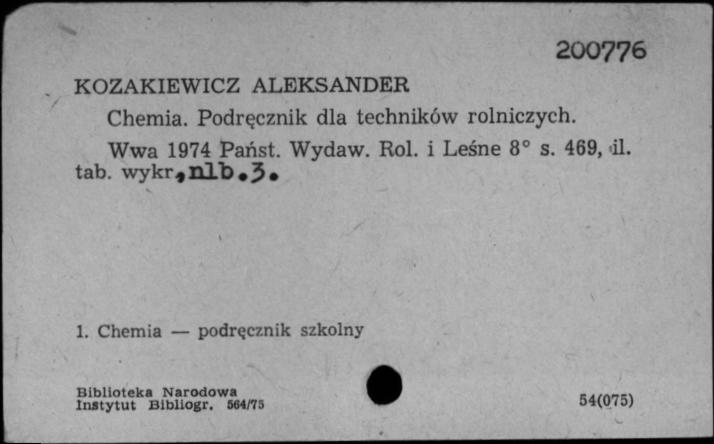 200776
KOZAKIEWICZ ALEKSANDER
Chemia. Podręcznik dla techników rolniczych.
Wwa 1974 Państ. Wydaw. Rol. i Leśne 8° s. 469, il.
tab. wykr., nlb.3.
1. Chemia — podręcznik szkolny
Biblioteka Narodowa
Instytut Bibliogr. 564/75
54(075)